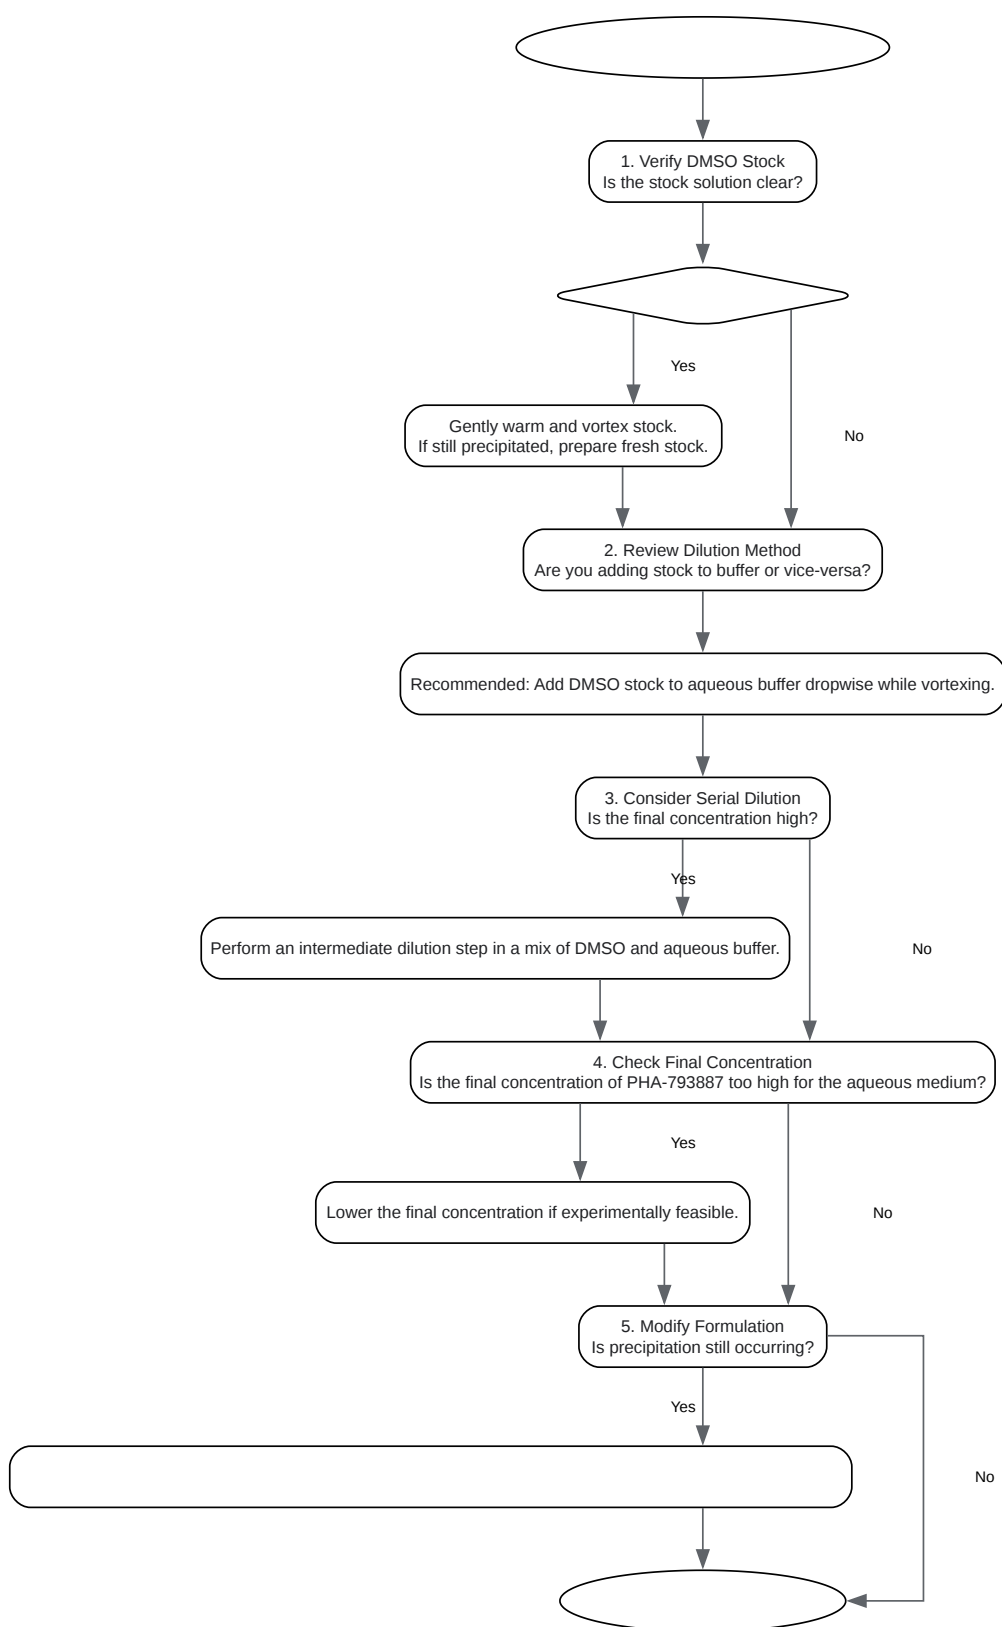 1. Verify DMSO Stock
Is the stock solution clear?
Yes
Gently warm and vortex stock.
If still precipitated, prepare fresh stock.
No
2. Review Dilution Method
Are you adding stock to buffer or vice-versa?
Recommended: Add DMSO stock to aqueous buffer dropwise while vortexing.
3. Consider Serial Dilution
Is the final concentration high?
Yes
Perform an intermediate dilution step in a mix of DMSO and aqueous buffer.
No
4. Check Final Concentration
Is the final concentration of PHA-793887 too high for the aqueous medium?
Yes
Lower the final concentration if experimentally feasible.
No
5. Modify Formulation
Is precipitation still occurring?
Yes
No